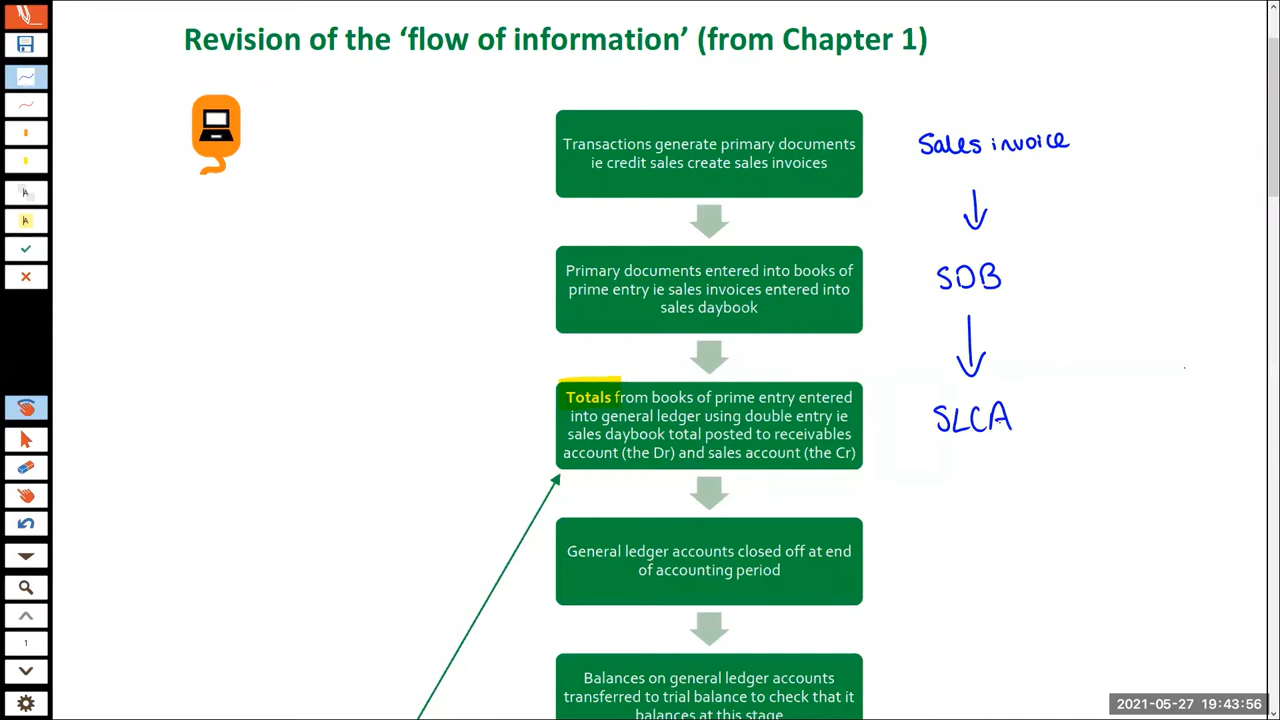 Revision of the ‘flow of information’ (from Chapter 1)
Transactions generate primary documents
ie credit sales create sales invoices
Sales invoice
Primary documents entered into books of
prime entry ie sales invoices entered into
sales daybook
SDB
Totals from books of prime entry entered
into general ledger using double entry ie
sales daybook total posted to receivables
account (the Dr) and sales account (the Cr)
SLCA
General ledger accounts closed off at end
of accounting period
Balances on general ledger accounts
transferred to trial balance to check that it
balances at this stage
1
2021-05-27 19:43:56